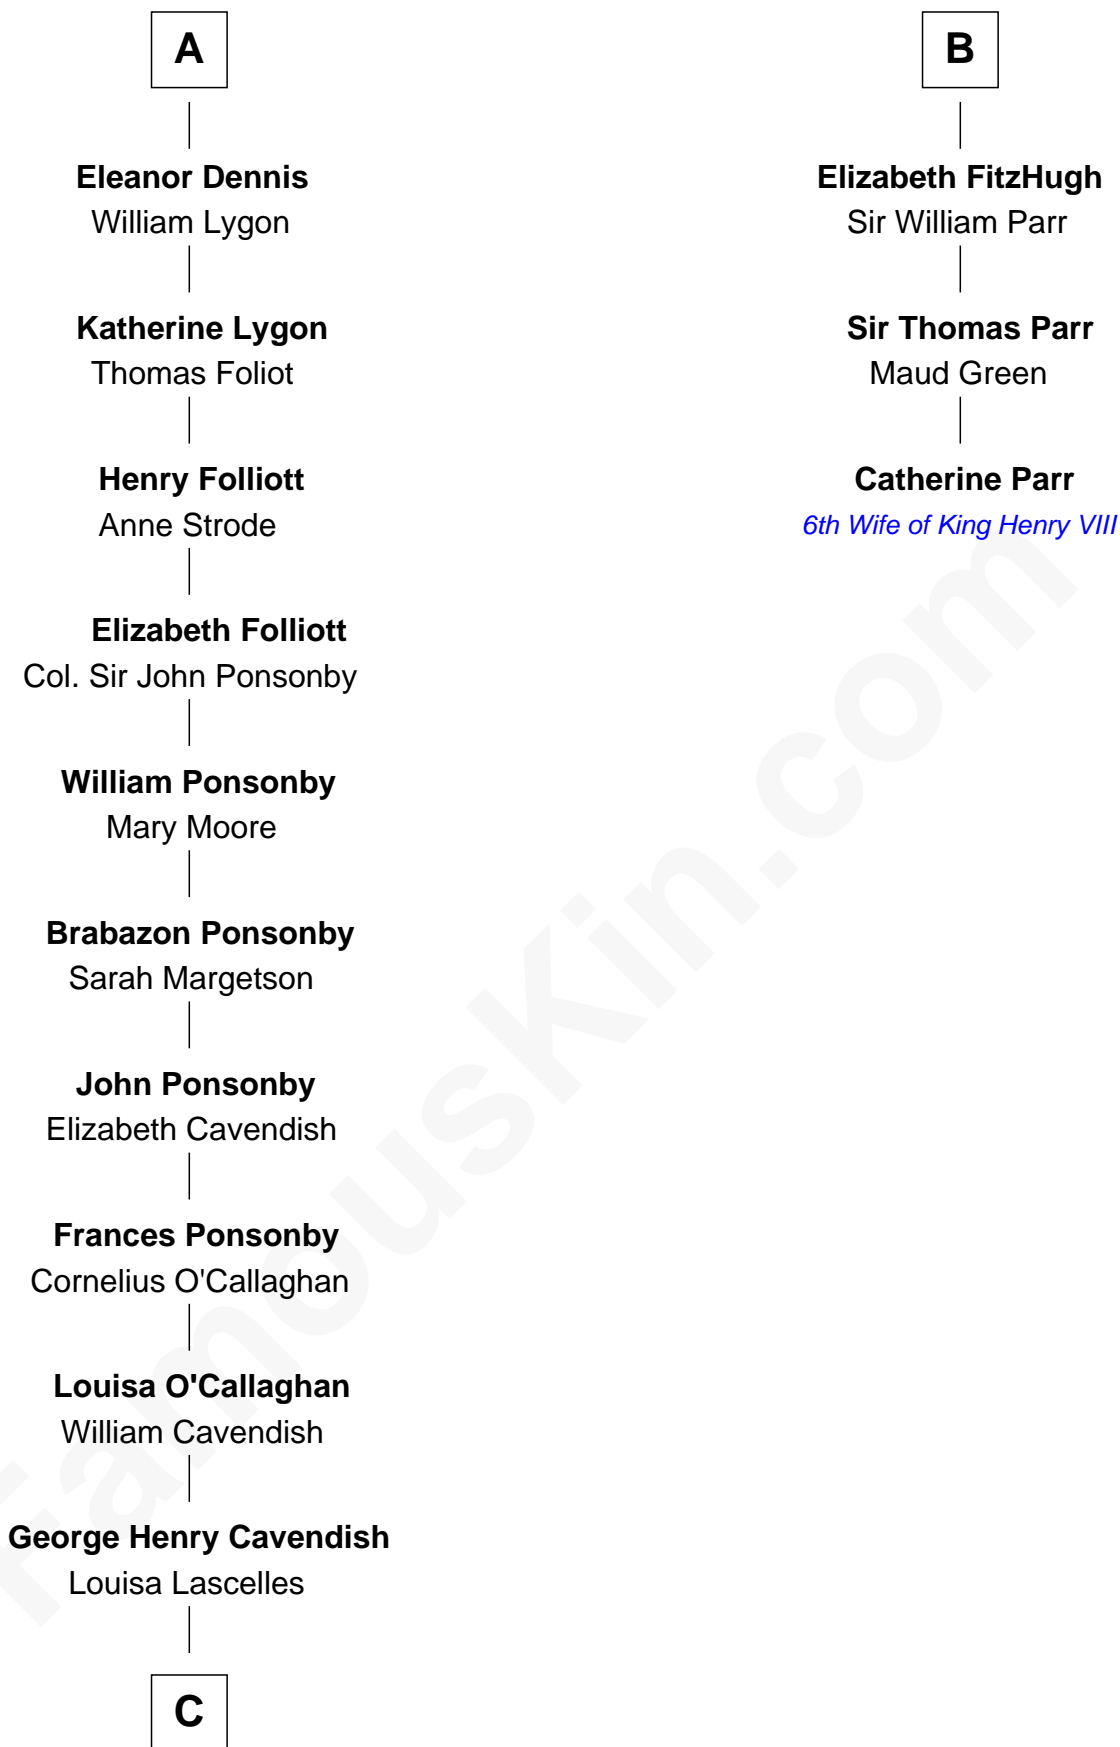 A
Eleanor Dennis
William Lygon
Katherine Lygon
Thomas Foliot
Henry Folliott
Anne Strode
Elizabeth Folliott
Col. Sir John Ponsonby
William Ponsonby
Mary Moore
Brabazon Ponsonby
Sarah Margetson
John Ponsonby
Elizabeth Cavendish
Frances Ponsonby
Cornelius O'Callaghan
Louisa O'Callaghan
William Cavendish
George Henry Cavendish
Louisa Lascelles
C
B
Elizabeth FitzHugh
Sir William Parr
Sir Thomas Parr
Maud Green
Catherine Parr
6th Wife of King Henry VIII
FamousKin.com